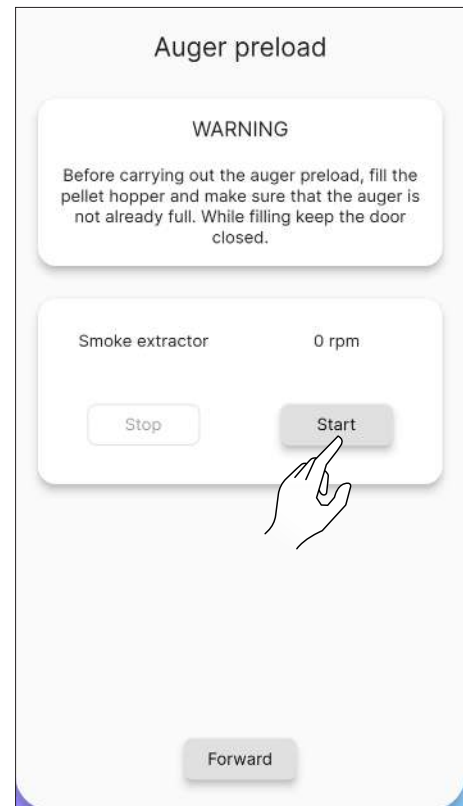 Auger preload
WARNING
Before carrying out the auger preload, fill the
pellet hopper and make sure that the auger is
not already full. While filling keep the door
closed.
Smoke extractor 0 rpm
Stop Start
Forward